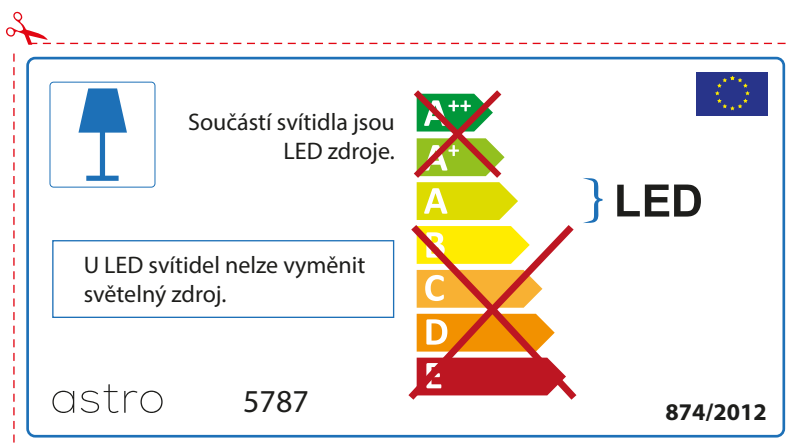 Součástí svítidla jsou
LED zdroje.
A++
A+
A
B
C
D
E
LED
U LED svítidel nelze vyměnit
světelný zdroj.
astro
5787
874/2012